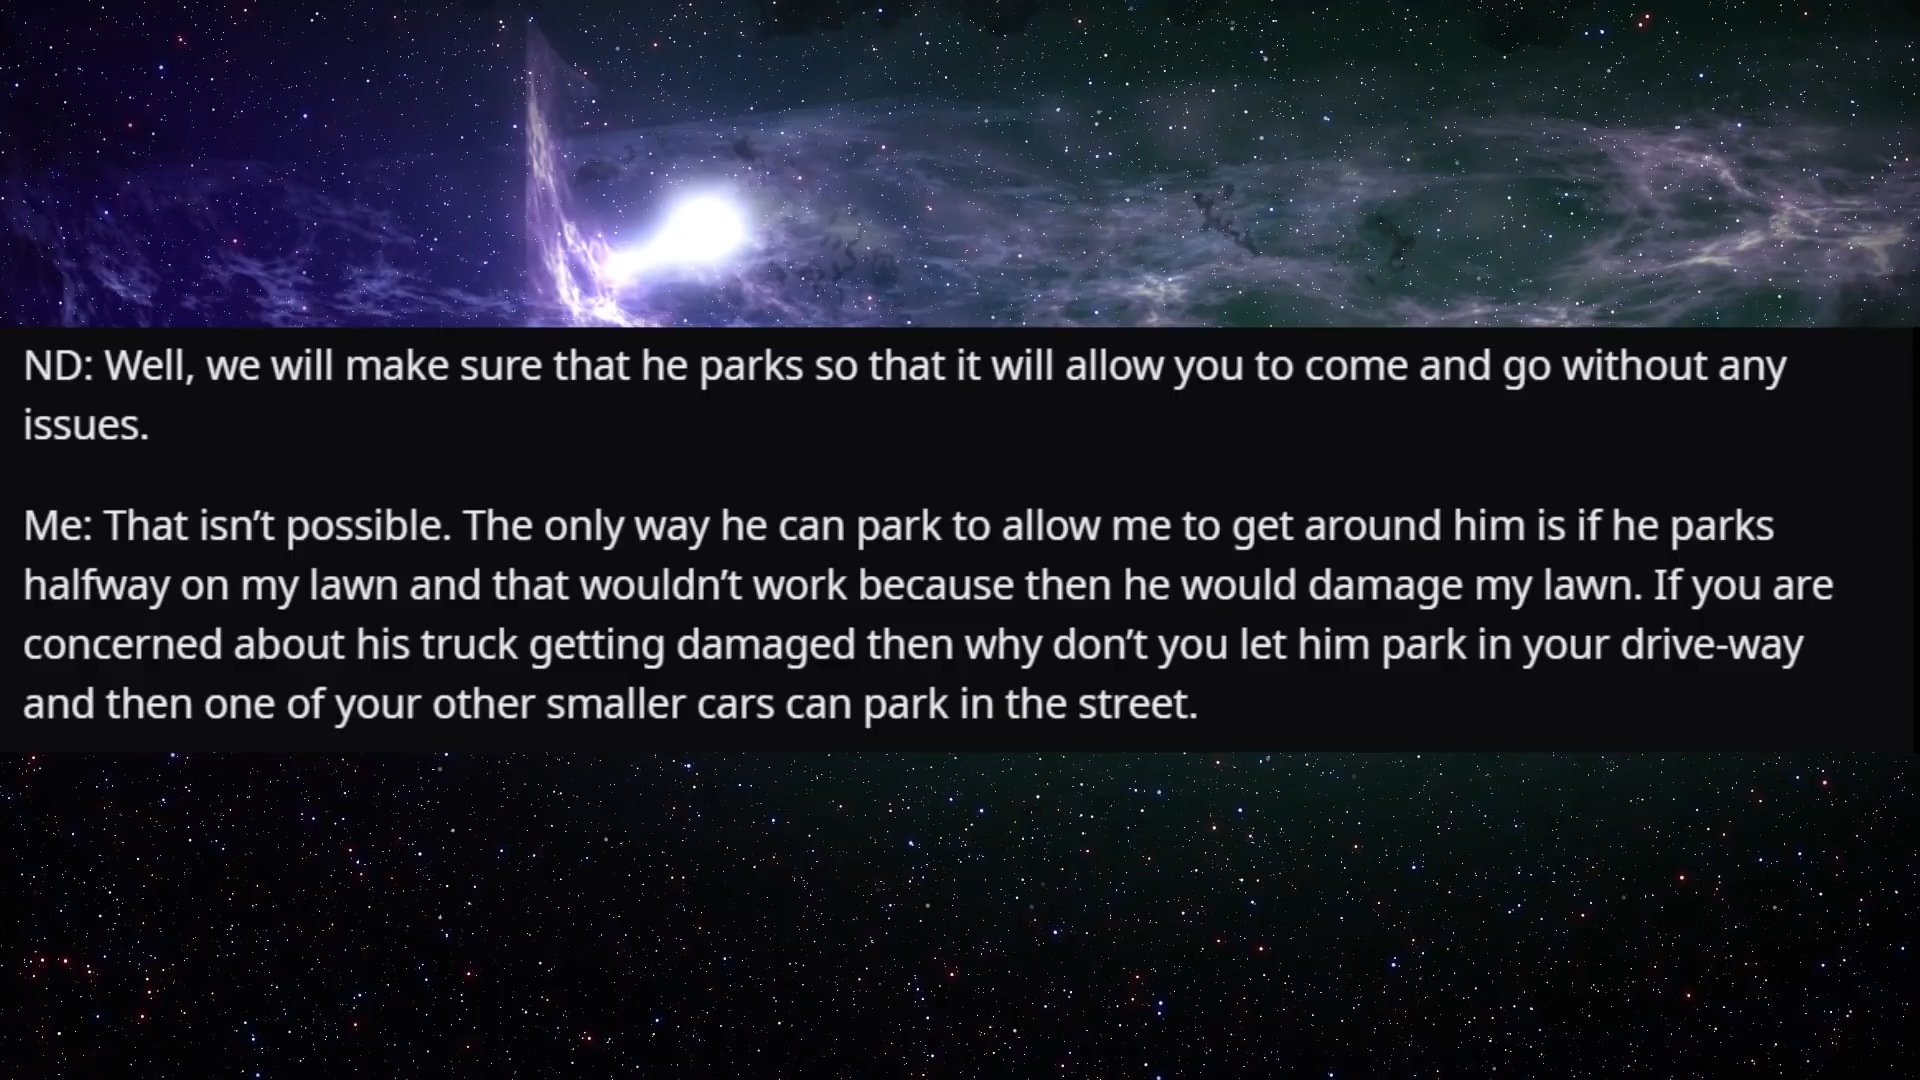 ND: Well, we will make sure that he parks so that it will allow you to come and go without any
issues.
Me: That isn’t possible. The only way he can park to allow me to get around him is if he parks
halfway on my lawn and that wouldn’t work because then he would damage my lawn. If you are
concerned about his truck getting damaged then why don’t you let him park in your drive-way
and then one of your other smaller cars can park in the street.